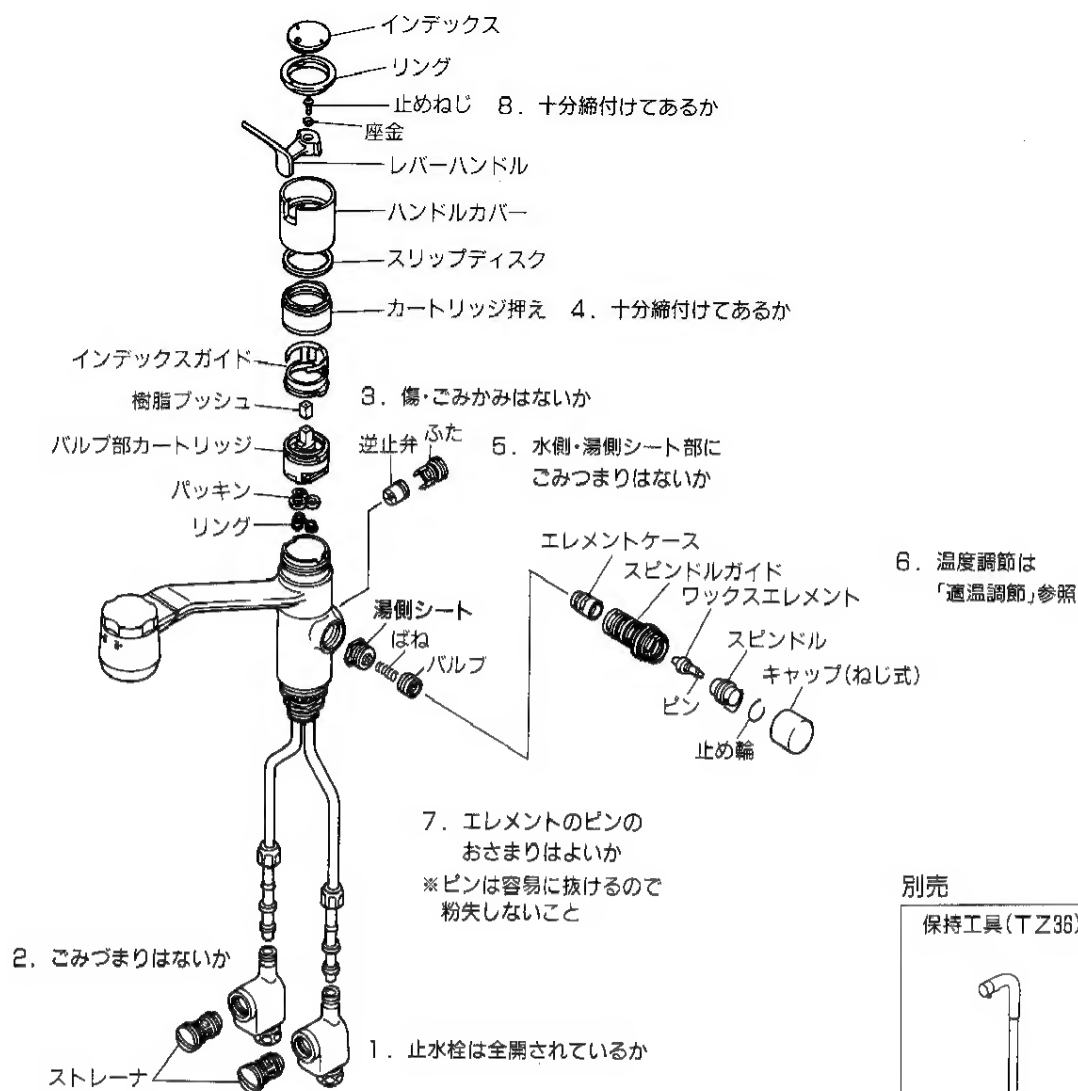 インデックス
リング
止めねじ 8. 十分締付けてあるか
座金
レバーハンドル
ハンドルカバー
スリップディスク
カートリッジ押え 4. 十分締付けてあるか
インデックスガイド
樹脂ブッシュ
3. 傷・ごみかみはないか
バルブ部カートリッジ
逆止弁
ふた
5. 水側・湯側シート部に
ごみつまりはないか
パッキン
リング
エレメントケース
スピンドルガイド
ワックスエレメント
6. 温度調節は
「適温調節」参照
湯側シート
ばね
バルブ
スピンドル
キャップ(ねじ式)
ピン
止め輪
7. エレメントのピンの
おさまりはよいか
※ピンは容易に抜けるので
粉失しないこと
別売
保持工具(TZ36)
2. ごみづまりはないか
1. 止水栓は全開されているか
ストレーナ